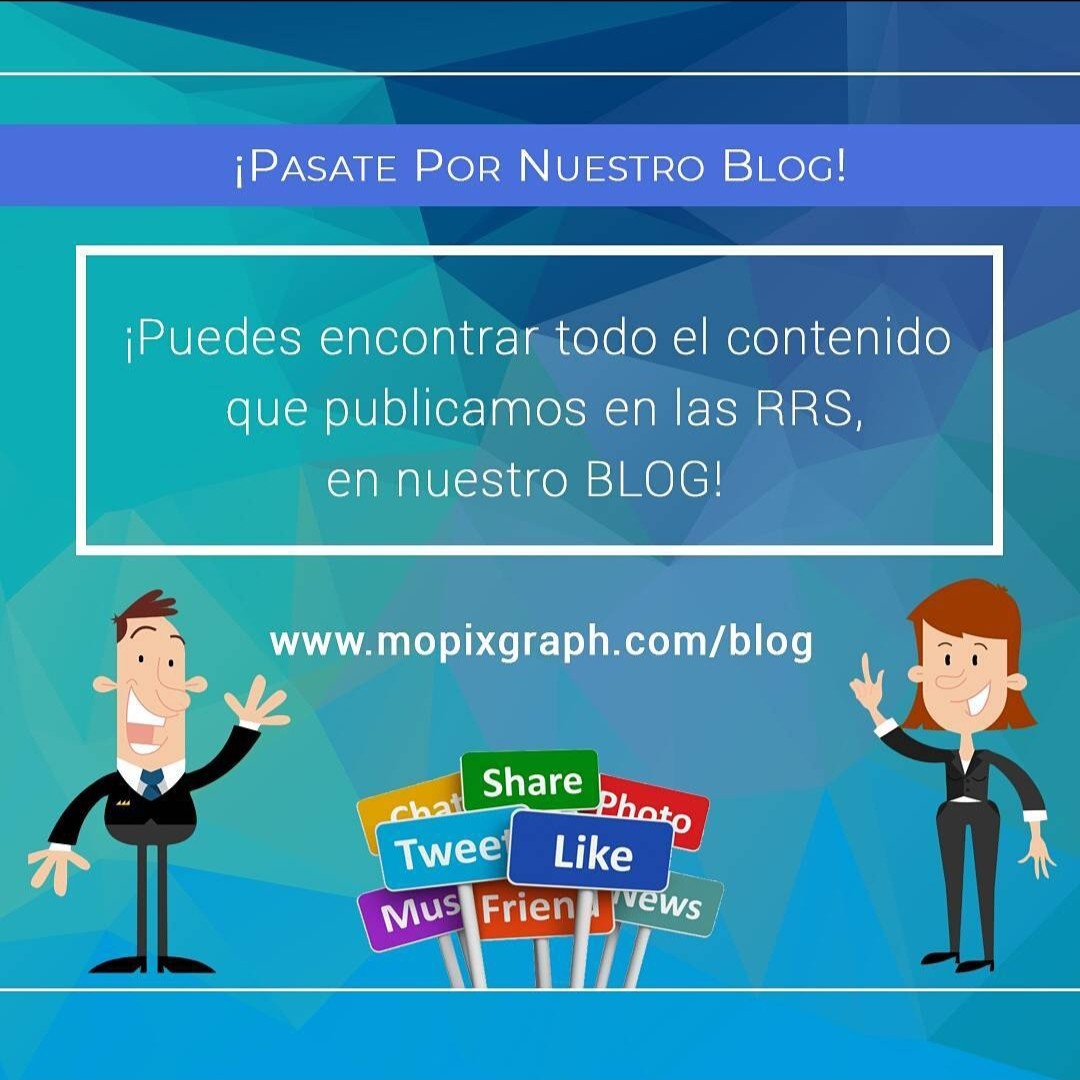 ¡Pasate Por Nuestro Blog!
¡Puedes encontrar todo el contenido
que publicamos en las RRS,
en nuestro BLOG!
www.mopixgraph.com/blog
Share
Chat
Photo
Tweet
Like
Mus
Friend
News